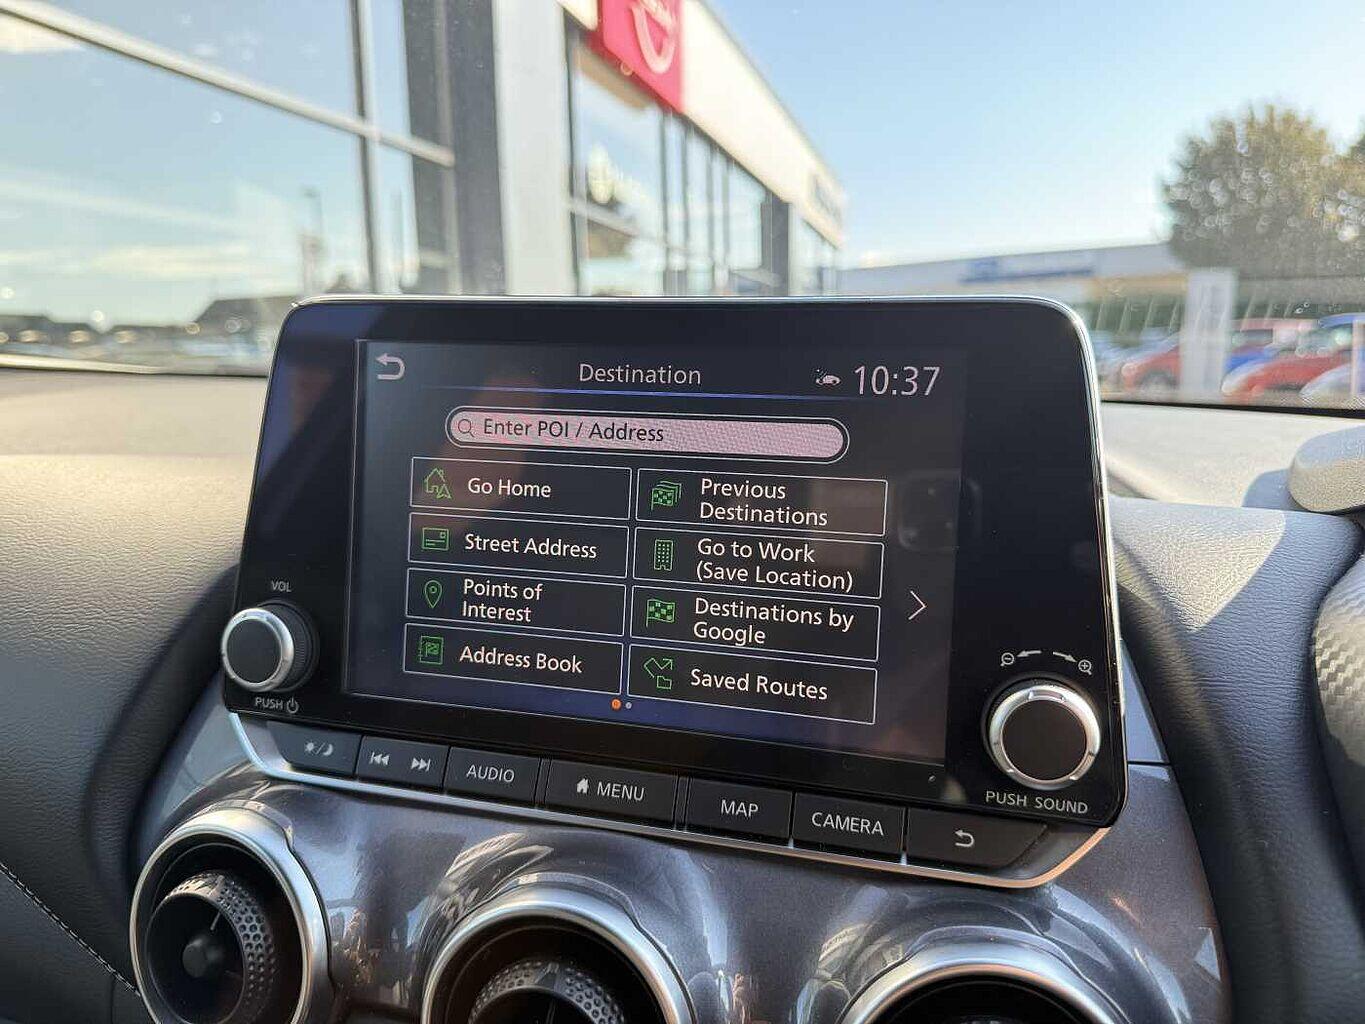 Destination
10:37
Enter POI / Address
Go Home
Previous
Destinations
Street Address
Go to Work
(Save Location)
Points of
Interest
Destinations by
Google
Address Book
Saved Routes
VOL
PUSH
AUDIO
MENU
MAP
CAMERA
PUSH SOUND